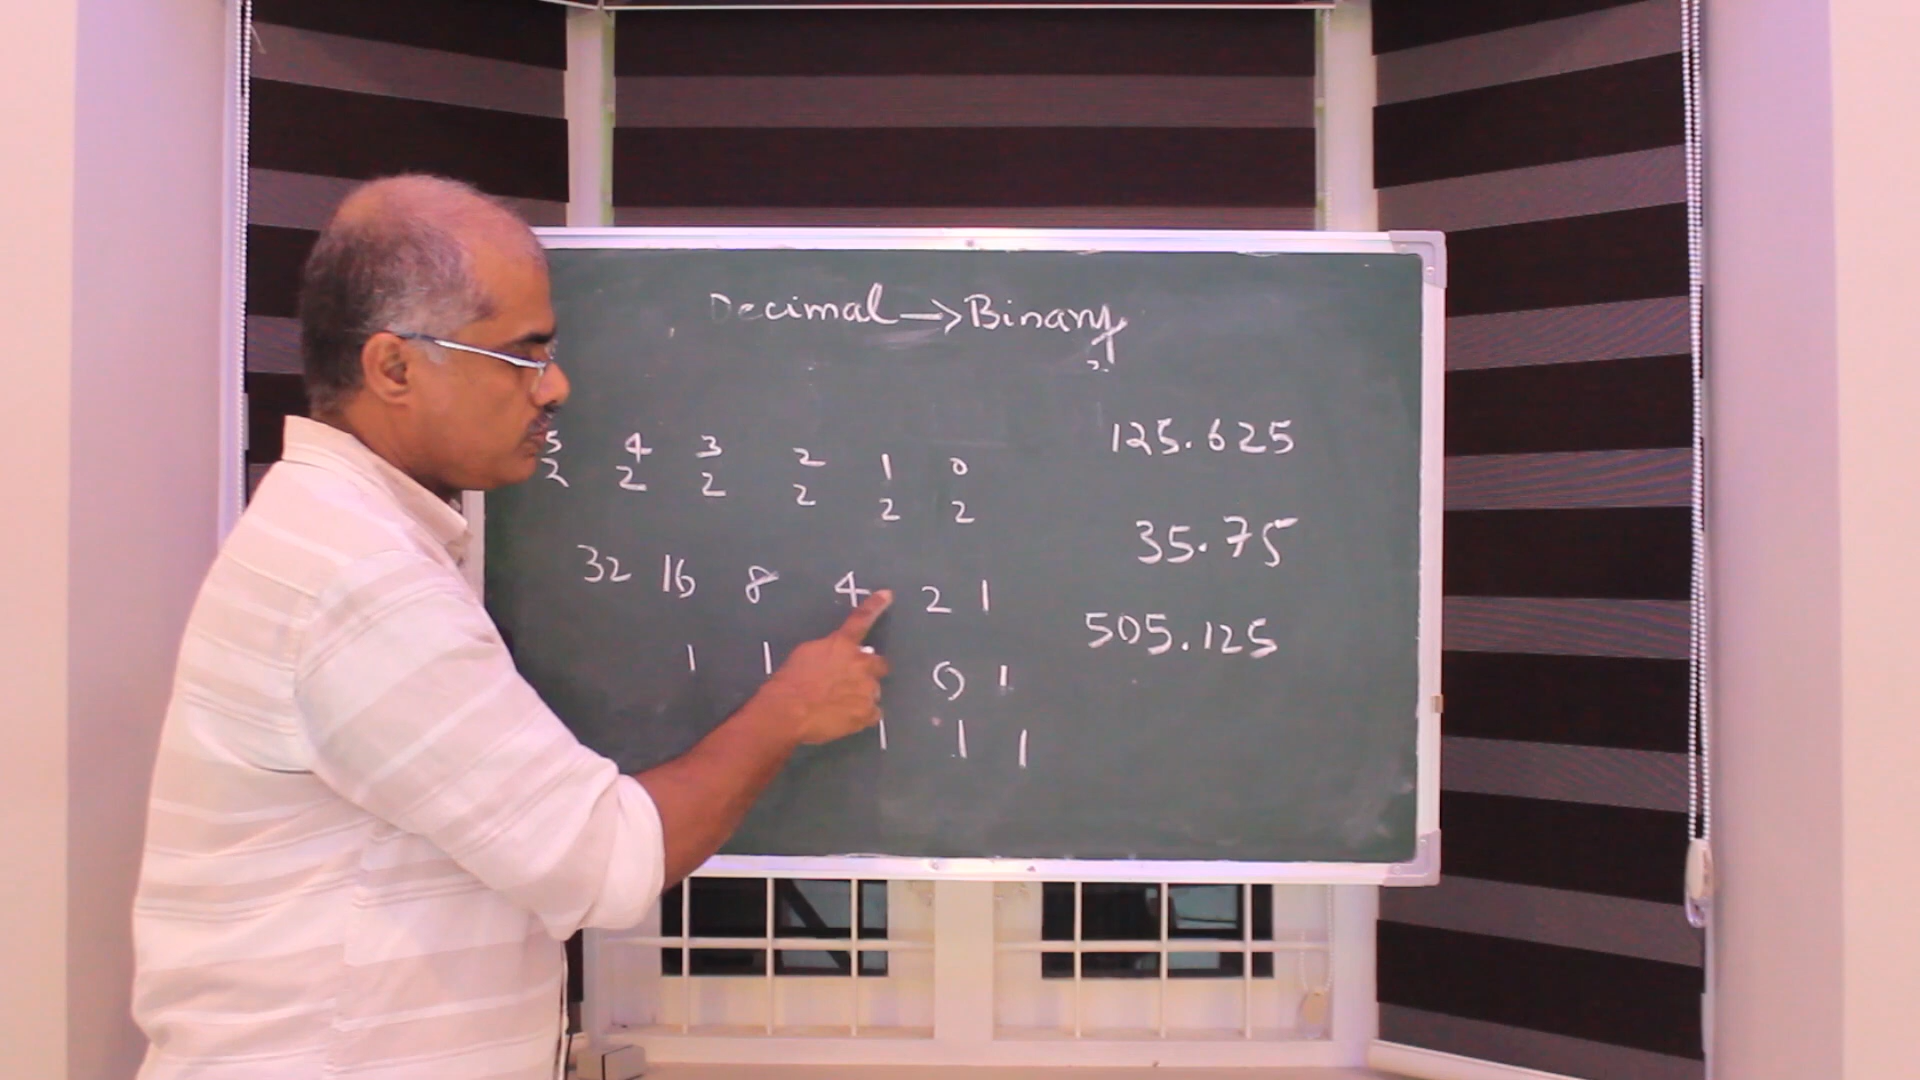 Decimal → Binary
5 4 3 2 1 0
2 2 2 2 2 2
125.625
35.75
32 16 8 4 2 1
505.125
1 1 0 1
1 1 1